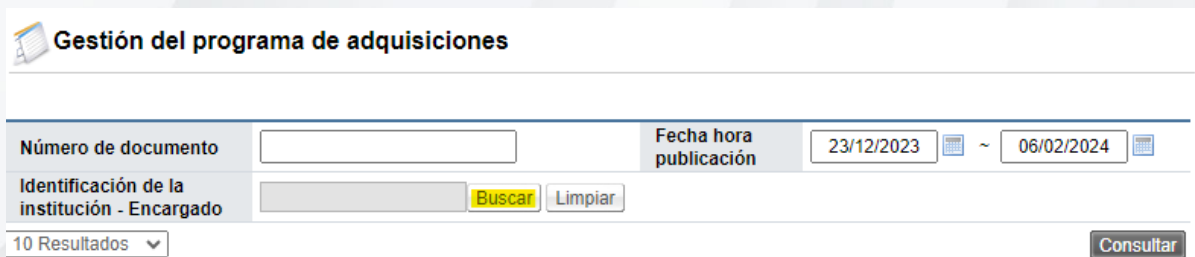 Gestión del programa de adquisiciones
Número de documento
Fecha hora
publicación
23/12/2023 ~ 06/02/2024
Identificación de la
institución - Encargado
Buscar Limpiar
10 Resultados
Consultar